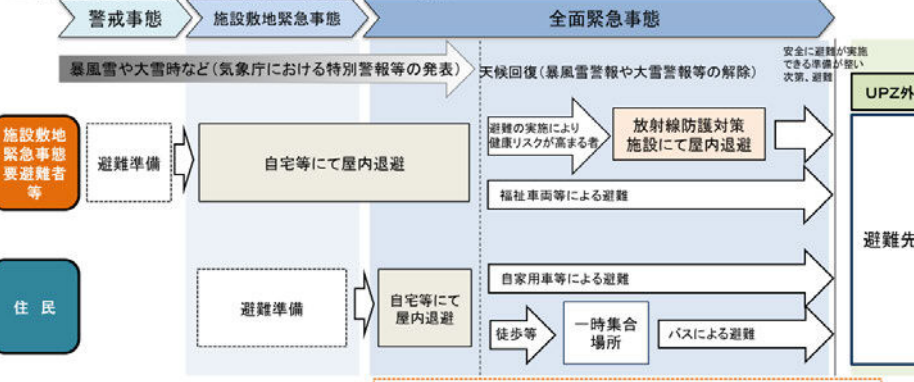 警戒事態
施設敷地緊急事態
全面緊急事態
暴風雪や大雪時など(気象庁における特別警報等の発表)
天候回復(暴風雪警報や大雪警報等の解除)
安全に避難が実施
できる準備が整い
次第、避難
UPZ外
施設敷地
緊急事態
要避難者
等
避難準備
自宅等にて屋内退避
避難の実施により
健康リスクが高まる者
放射線防護対策
施設にて屋内退避
福祉車両等による避難
避難先
住 民
避難準備
自宅等にて
屋内退避
自家用車等による避難
徒歩等
一時集合
場所
バスによる避難